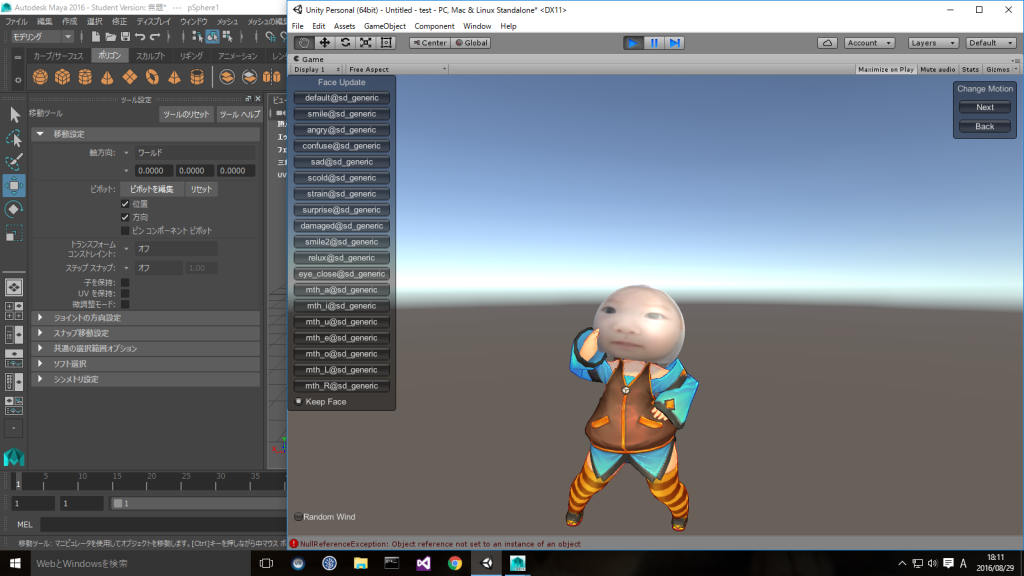 Autodesk Maya 2016 - Student Version: 無題* --- pSphere1
ファイル 編集 作成 選択 修正 ディスプレイ ウィンドウ メッシュ メッシュの編集
モデリング
カーブ/サーフェス ポリゴン スカルプト リギング アニメーション レン
ツール設定
移動ツール ツールのリセット ツール ヘルプ
移動設定
軸方向: ワールド
0.0000 0.0000 0.0000
ピボット: ピボットを編集 リセット
位置
方向
ピン コンポーネント ピボット
トランスフォーム
コンストレイント: オフ
ステップ スナップ: オフ 1.00
子を保持:
UV を保持:
微調整モード:
ジョイントの方向設定
スナップ移動設定
共通の選択範囲オプション
ソフト選択
シンメトリ設定
ビュー
UV
1 5 10 15 20 25 30 35
1 1 1
MEL
移動ツール: マニピュレータを使用してオブジェクトを移動します。[Ctrl]キーを押しながら中マウス ボ
Unity Personal (64bit) - Untitled - test - PC, Mac & Linux Standalone* <DX11>
File Edit Assets GameObject Component Window Help
Center Global Account Layers Default
Game
Display 1 Free Aspect Maximize on Play Mute audio Stats Gizmos
Face Update
default@sd_generic
smile@sd_generic
angry@sd_generic
confuse@sd_generic
sad@sd_generic
scold@sd_generic
strain@sd_generic
surprise@sd_generic
damaged@sd_generic
smile2@sd_generic
relux@sd_generic
eye_close@sd_generic
mth_a@sd_generic
mth_i@sd_generic
mth_u@sd_generic
mth_e@sd_generic
mth_o@sd_generic
mth_L@sd_generic
mth_R@sd_generic
Keep Face
Change Motion
Next
Back
Random Wind
NullReferenceException: Object reference not set to an instance of an object
WebとWindowsを検索
A
18:11
2016/08/29